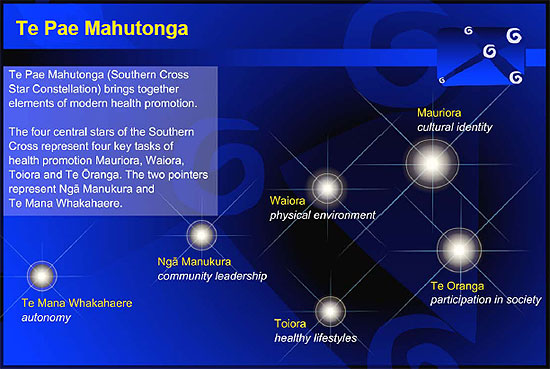 Te Pae Mahutonga
Te Pae Mahutonga (Southern Cross
Star Constellation) brings together
elements of modern health promotion.
The four central stars of the Southern
Cross represent four key tasks of
health promotion Mauriora, Waiora,
Toiora and Te Oranga. The two pointers
represent Ngā Manukura and
Te Mana Whakahaere.
Mauriora
cultural identity
Waiora
physical environment
Ngā Manukura
community leadership
Te Oranga
participation in society
Te Mana Whakahaere
autonomy
Toiora
healthy lifestyles